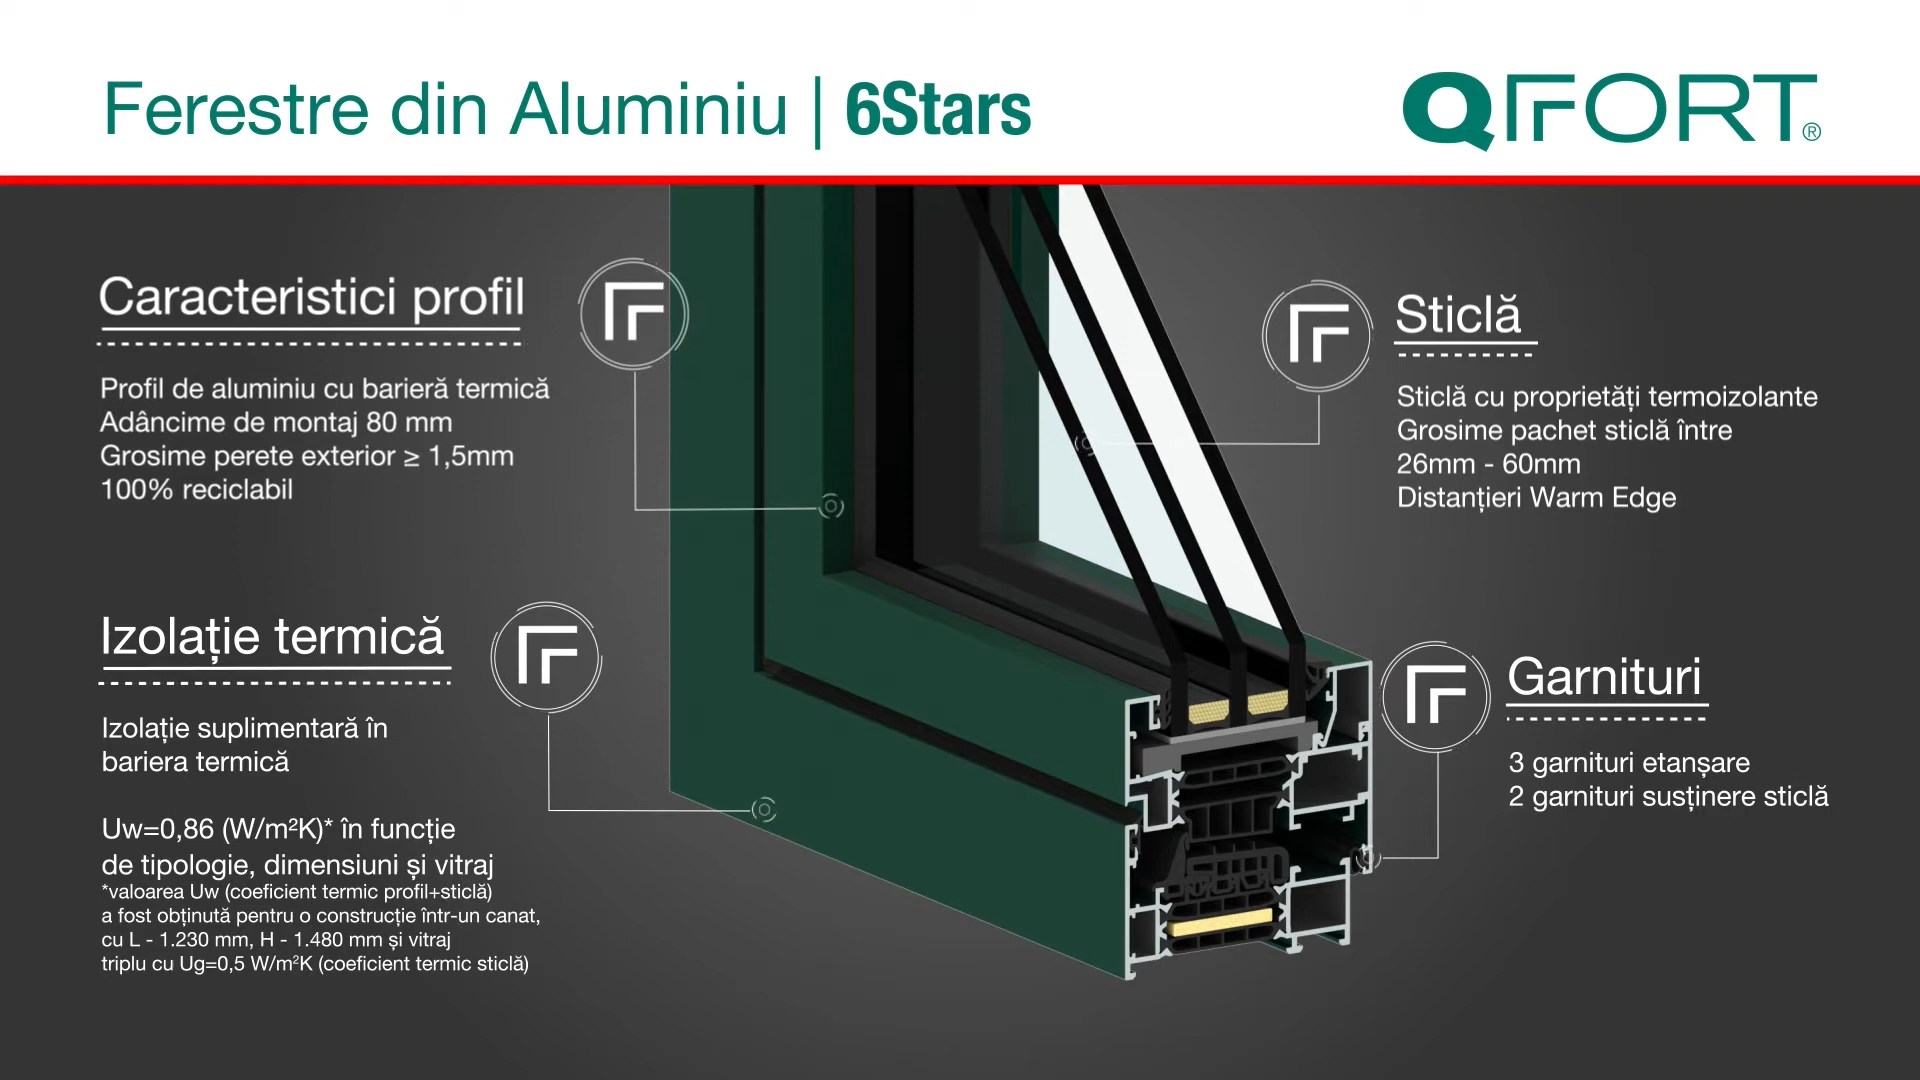 Ferestre din Aluminiu | 6Stars
QFORT®
Caracteristici profil
Profil de aluminiu cu barieră termică
Adâncime de montaj 80 mm
Grosime perete exterior ≥ 1,5mm
100% reciclabil
Sticlă
Sticlă cu proprietăți termoizolante
Grosime pachet sticlă între
26mm - 60mm
Distanțieri Warm Edge
Izolație termică
Izolație suplimentară în
bariera termică
Uw=0,86 (W/m²K)* în funcție
de tipologie, dimensiuni și vitraj
*valoarea Uw (coeficient termic profil+sticlă)
a fost obținută pentru o construcție într-un canat,
cu L - 1.230 mm, H - 1.480 mm și vitraj
triplu cu Ug=0,5 W/m²K (coeficient termic sticlă)
Garnituri
3 garnituri etanșare
2 garnituri susținere sticlă